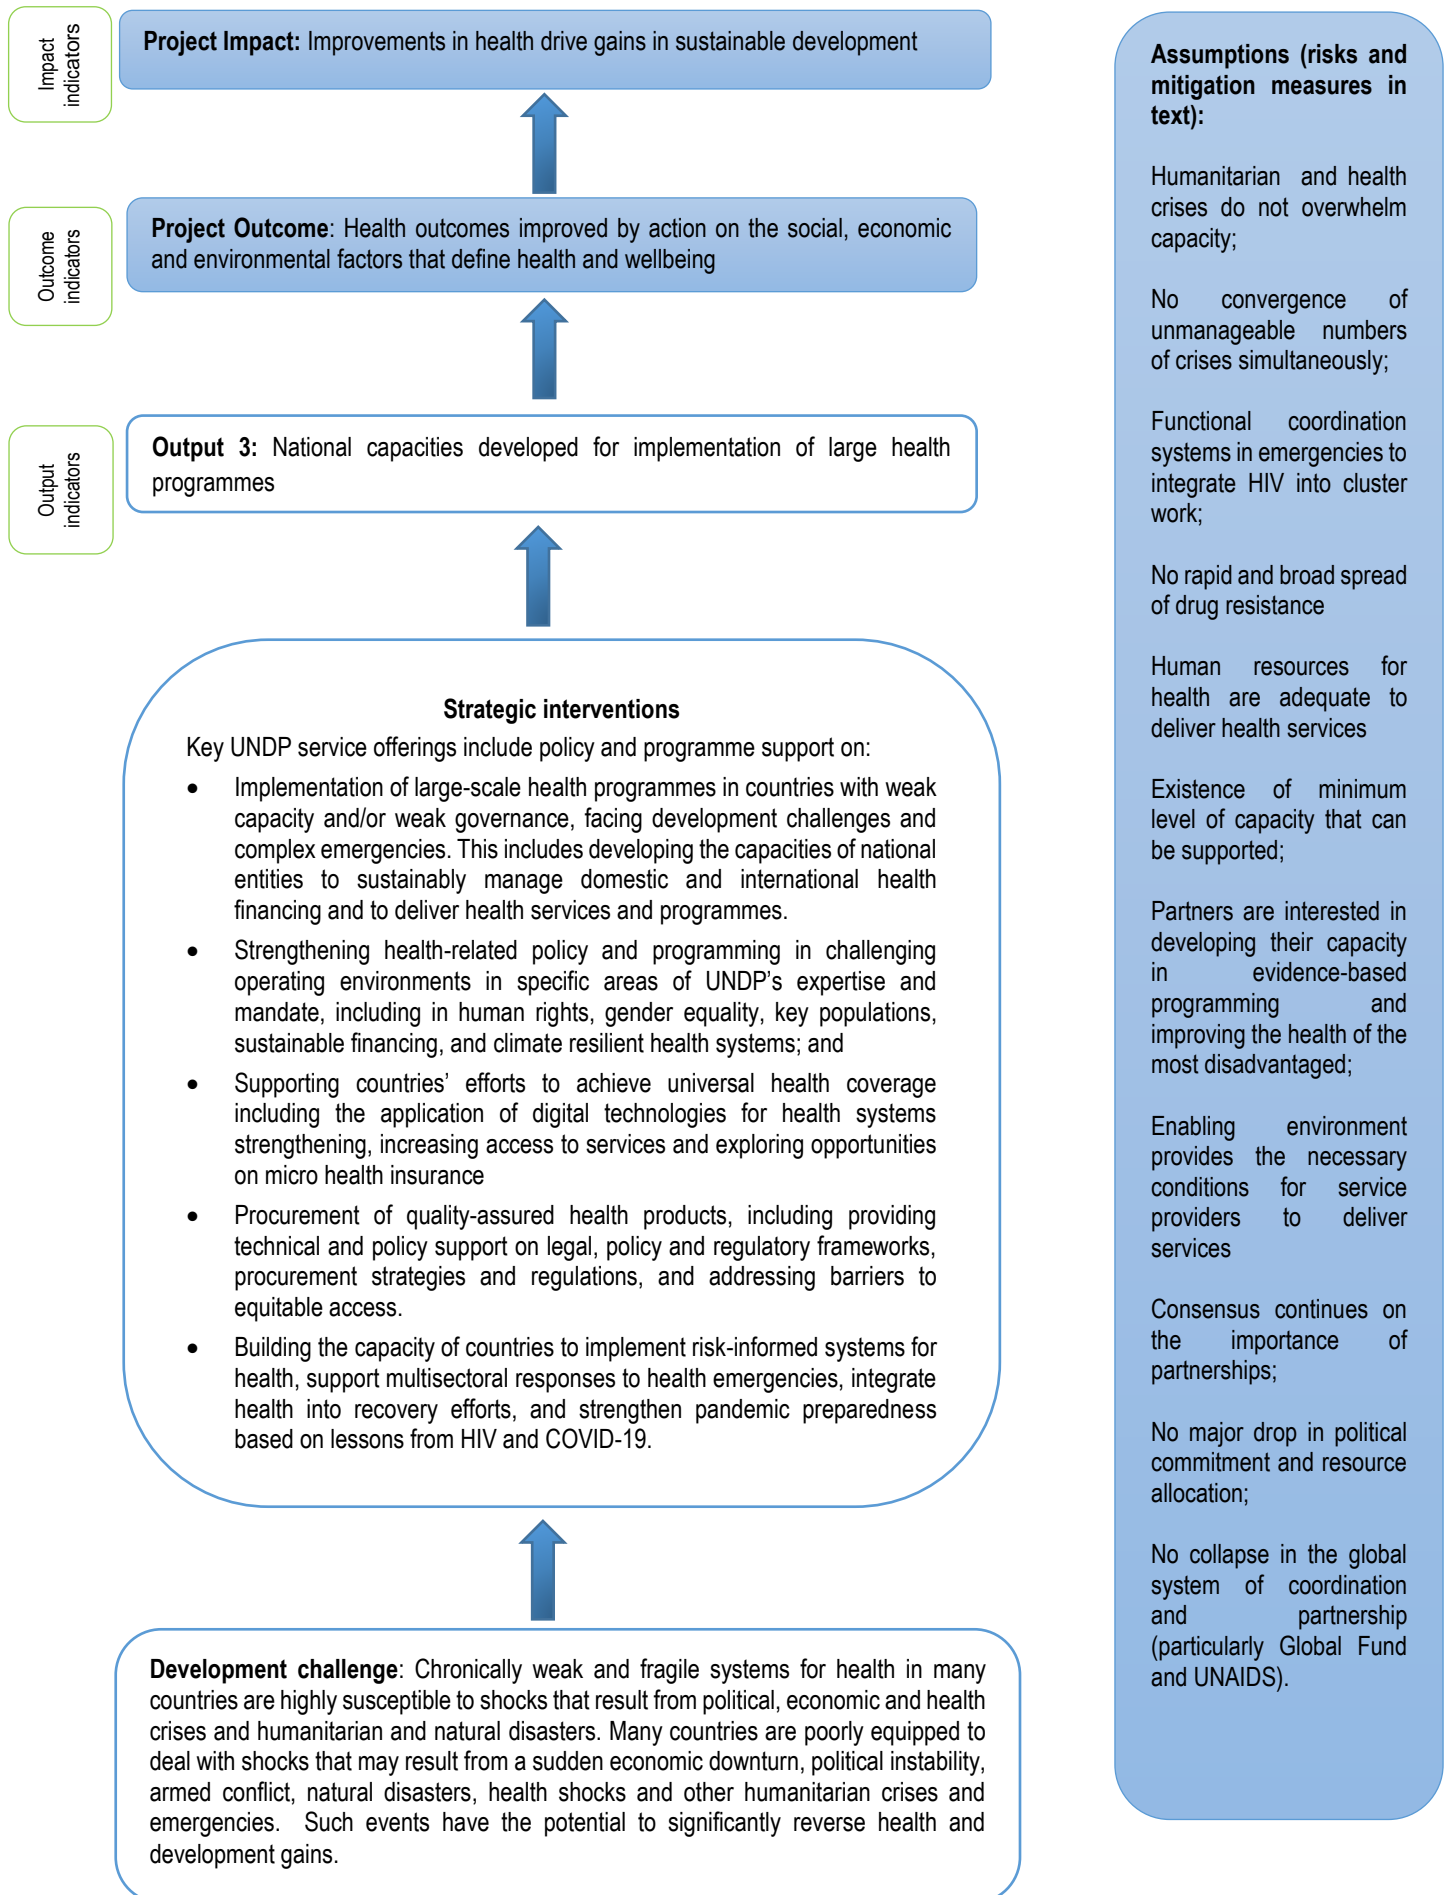 Impact
indicators
Project Impact: Improvements in health drive gains in sustainable development
Outcome
indicators
Project Outcome: Health outcomes improved by action on the social, economic
and environmental factors that define health and wellbeing
Output
indicators
Output 3: National capacities developed for implementation of large health
programmes
Strategic interventions
Key UNDP service offerings include policy and programme support on:
• Implementation of large-scale health programmes in countries with weak
capacity and/or weak governance, facing development challenges and
complex emergencies. This includes developing the capacities of national
entities to sustainably manage domestic and international health
financing and to deliver health services and programmes.
• Strengthening health-related policy and programming in challenging
operating environments in specific areas of UNDP’s expertise and
mandate, including in human rights, gender equality, key populations,
sustainable financing, and climate resilient health systems; and
• Supporting countries’ efforts to achieve universal health coverage
including the application of digital technologies for health systems
strengthening, increasing access to services and exploring opportunities
on micro health insurance
• Procurement of quality-assured health products, including providing
technical and policy support on legal, policy and regulatory frameworks,
procurement strategies and regulations, and addressing barriers to
equitable access.
• Building the capacity of countries to implement risk-informed systems for
health, support multisectoral responses to health emergencies, integrate
health into recovery efforts, and strengthen pandemic preparedness
based on lessons from HIV and COVID-19.
Development challenge: Chronically weak and fragile systems for health in many
countries are highly susceptible to shocks that result from political, economic and health
crises and humanitarian and natural disasters. Many countries are poorly equipped to
deal with shocks that may result from a sudden economic downturn, political instability,
armed conflict, natural disasters, health shocks and other humanitarian crises and
emergencies. Such events have the potential to significantly reverse health and
development gains.
Assumptions (risks and
mitigation measures in
text):
Humanitarian and health
crises do not overwhelm
capacity;
No convergence of
unmanageable numbers
of crises simultaneously;
Functional coordination
systems in emergencies to
integrate HIV into cluster
work;
No rapid and broad spread
of drug resistance
Human resources for
health are adequate to
deliver health services
Existence of minimum
level of capacity that can
be supported;
Partners are interested in
developing their capacity
in evidence-based
programming and
improving the health of the
most disadvantaged;
Enabling environment
provides the necessary
conditions for service
providers to deliver
services
Consensus continues on
the importance of
partnerships;
No major drop in political
commitment and resource
allocation;
No collapse in the global
system of coordination
and partnership
(particularly Global Fund
and UNAIDS).